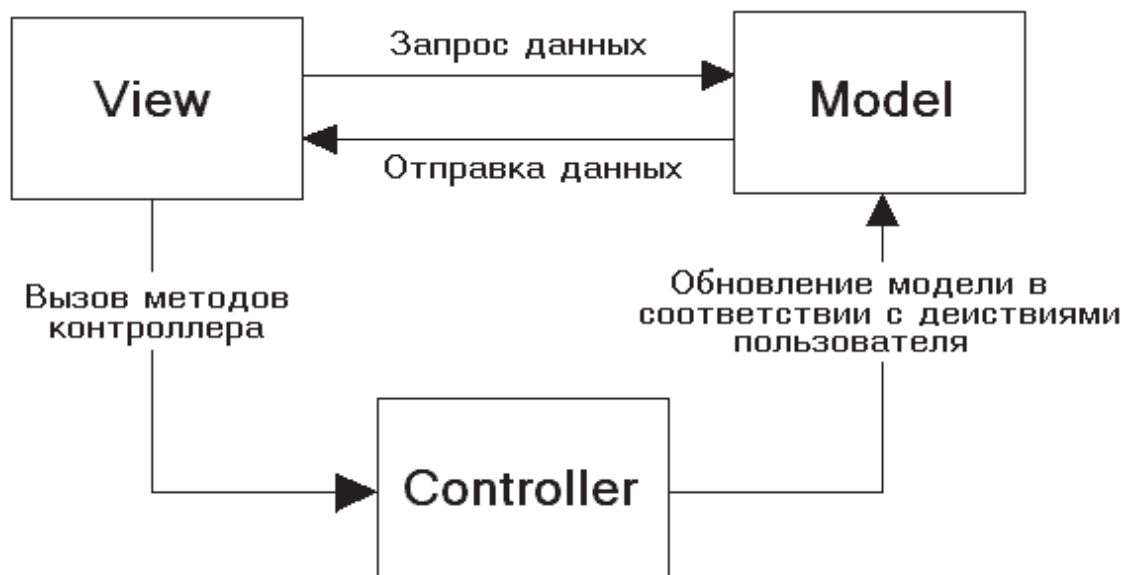 Запрос данных
View
Model
Отправка данных
Вызов методов
контроллера
Обновление модели в
соответствии с деиствиями
пользователя
Controller